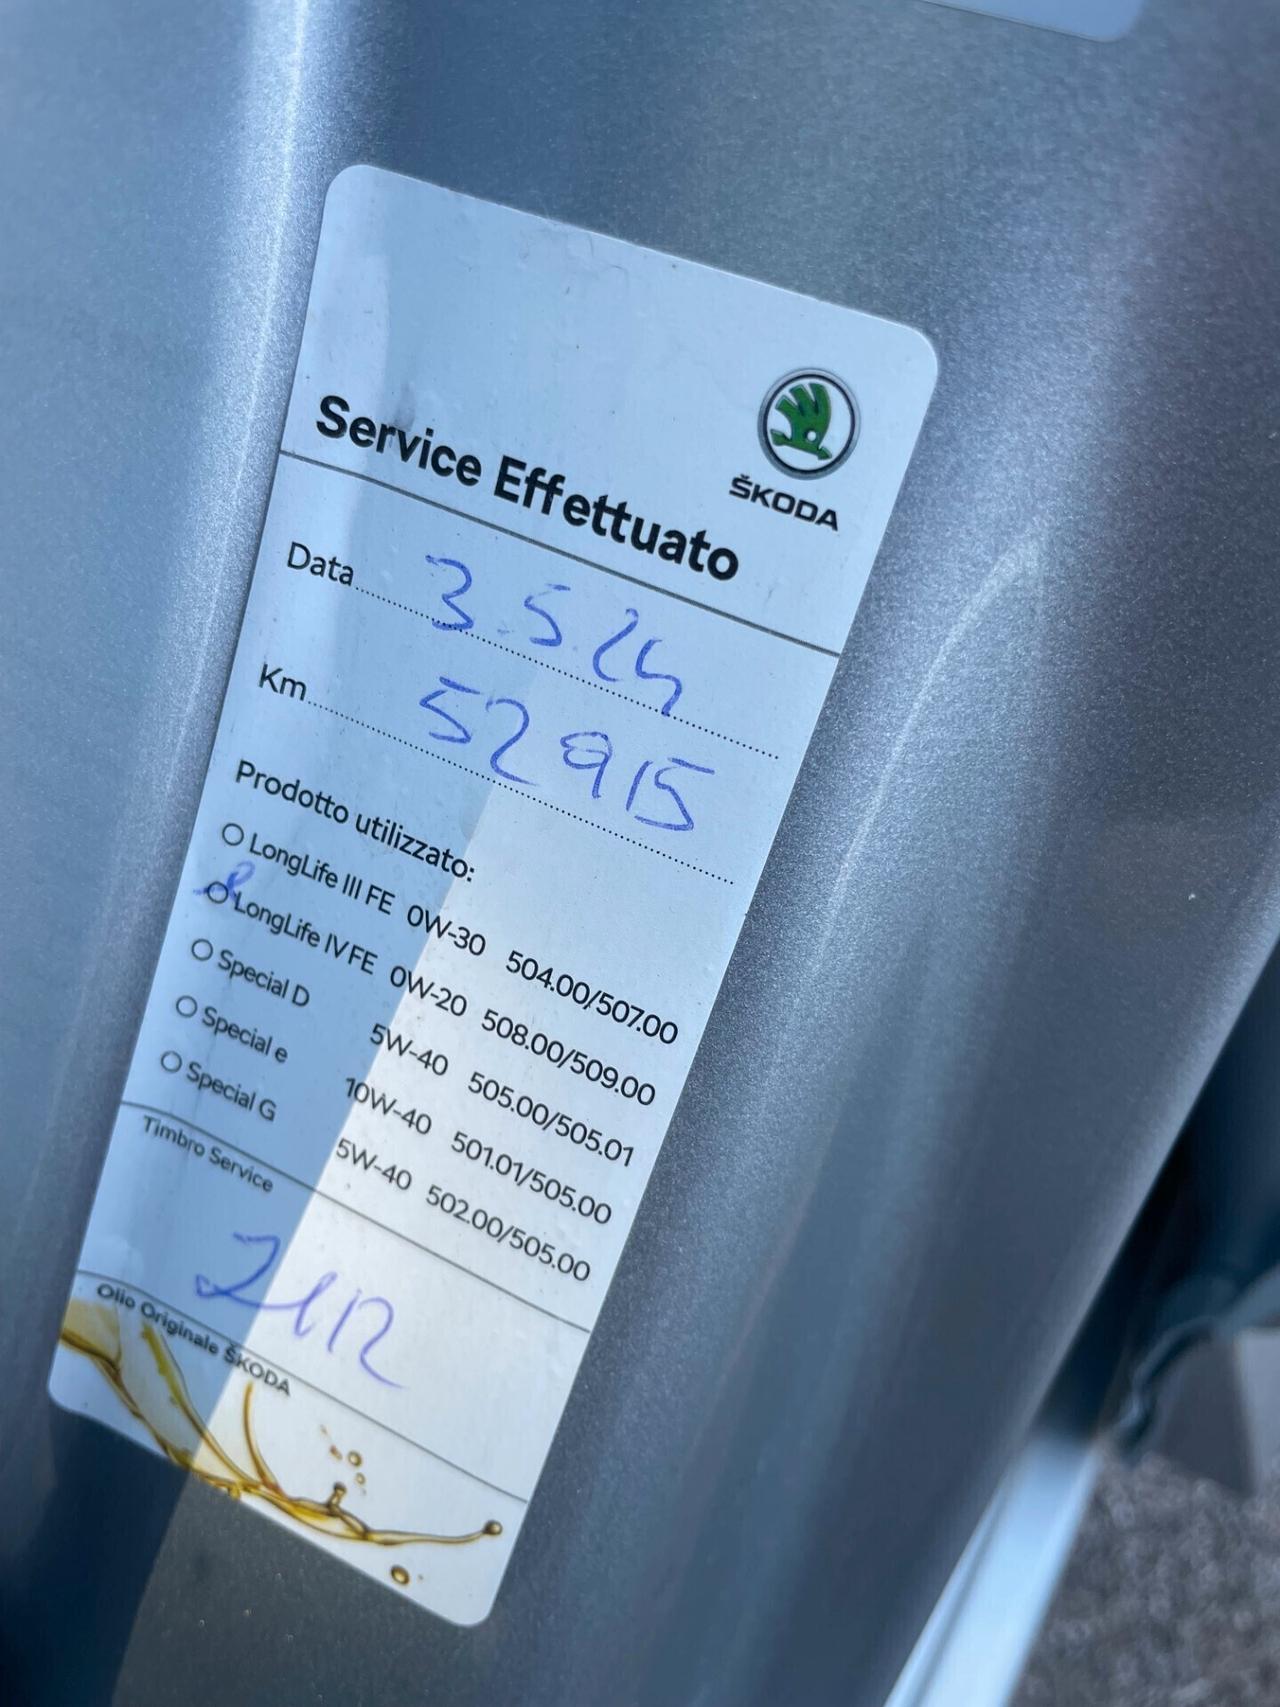 ŠKODA
Service Effettuato
Data 3.5 24
Km 52915
Prodotto utilizzato:
LongLife III FE 0W-30 504.00/507.00
LongLife IV FE 0W-20 508.00/509.00
Special D 5W-40 505.00/505.01
Special e 10W-40 501.01/505.00
Special G 5W-40 502.00/505.00
Timbro Service
Olio Originale ŠKODA